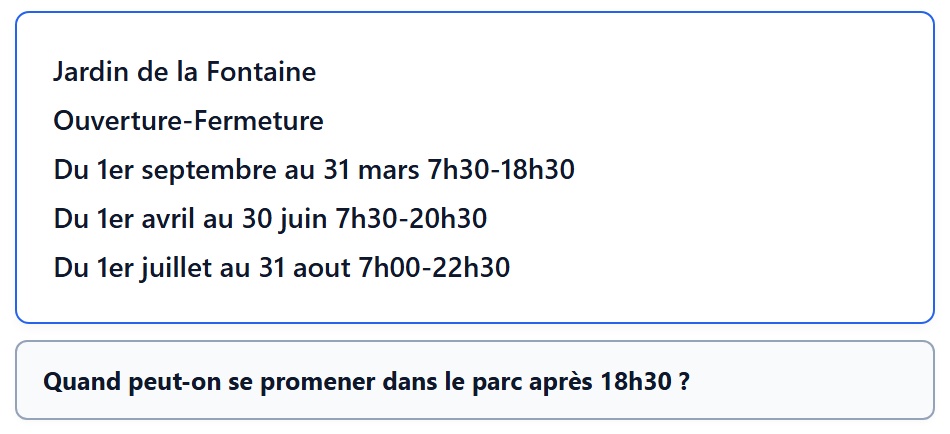 Jardin de la Fontaine
Ouverture-Fermeture
Du 1er septembre au 31 mars 7h30-18h30
Du 1er avril au 30 juin 7h30-20h30
Du 1er juillet au 31 aout 7h00-22h30
Quand peut-on se promener dans le parc après 18h30 ?